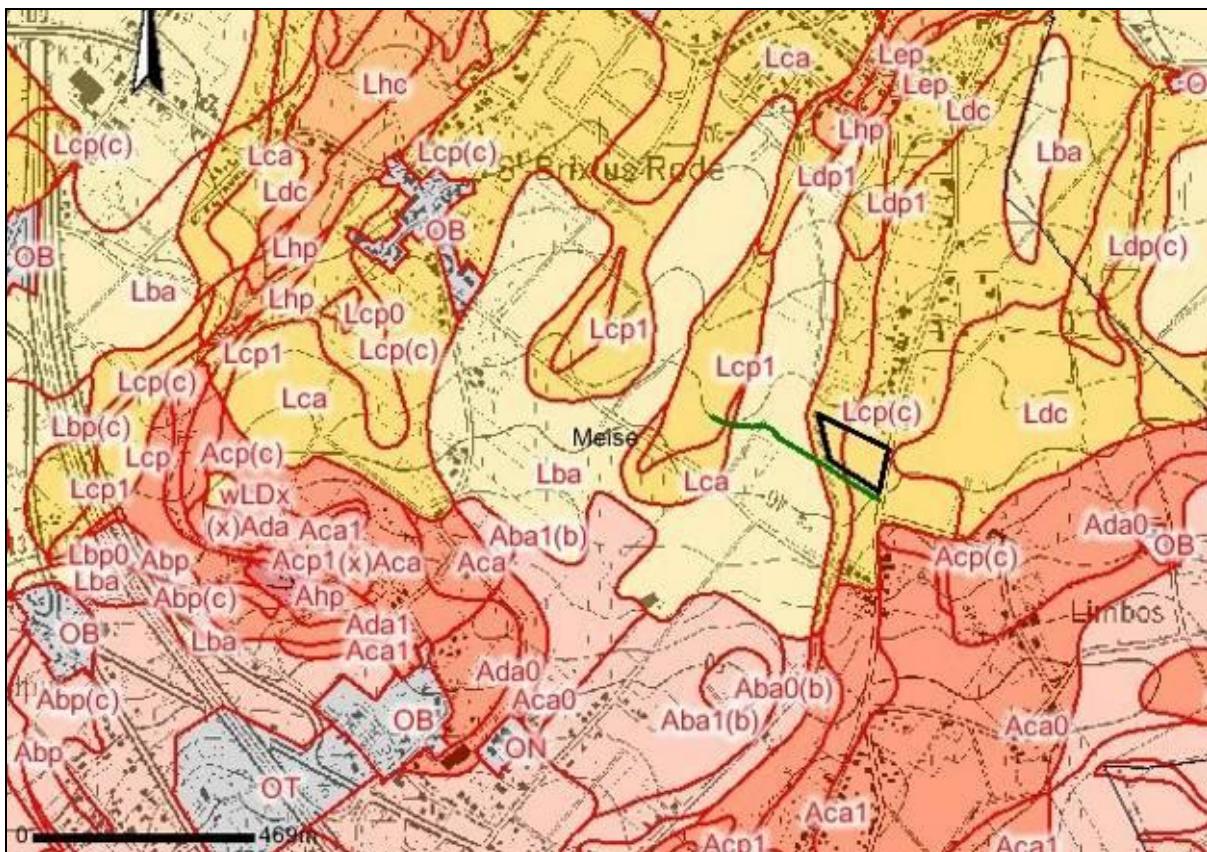 K. 4,
Lep
Lca
Lep
cO
Lhc
Ldc
Lcp(c)
Lcp(c)
Lca
Lhp
Lba
St Brixius Rode
Ldp1
Ldc
Ldp1
OB
OB
Lhp
Ldp(c)
Lba
Lhp
Lcp0
Lcp1
Lcp1
Lcp(c)
Lcp1
Lcp(c)
Lca
Lcp(c)
Ldc
Lbp(c)
Meise
Lcp
Acp(c)
Lba
Lca
Lcp1
wLDx
(x)Ada
Aca1
Aba1(b)
Ada0
OB
Lbp0
Abp
Acp1
(x)Aca
Aca
Acp(c)
Lba
Abp(c)
Ahp
Limbos
OB
Lba
Ada1
Aca1
Ada0
Aba0(b)
Abp(c)
Aca0
OB
Aba1(b)
Aca0
Abp
ON
OT
Aca1
0
469m
Acp1
Aca1